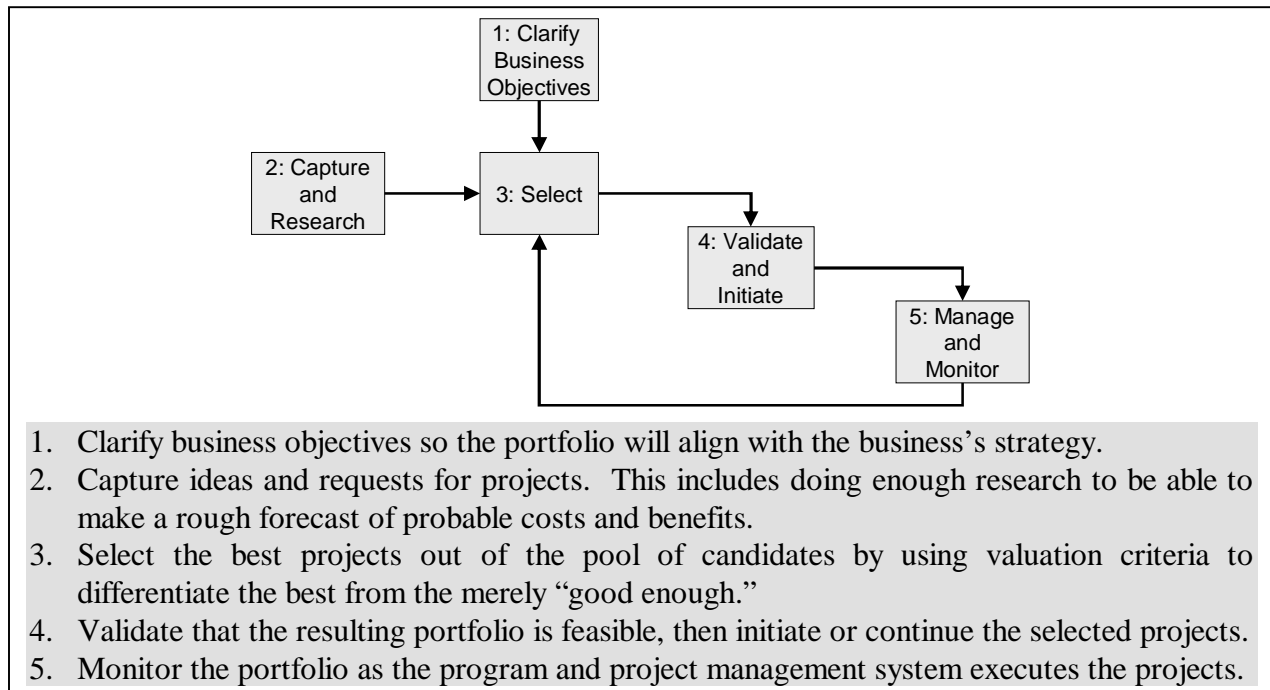 1: Clarify
Business
Objectives
2: Capture
and
Research
3: Select
4: Validate
and
Initiate
5: Manage
and
Monitor
1. Clarify business objectives so the portfolio will align with the business’s strategy.
2. Capture ideas and requests for projects. This includes doing enough research to be able to
make a rough forecast of probable costs and benefits.
3. Select the best projects out of the pool of candidates by using valuation criteria to
differentiate the best from the merely “good enough.”
4. Validate that the resulting portfolio is feasible, then initiate or continue the selected projects.
5. Monitor the portfolio as the program and project management system executes the projects.